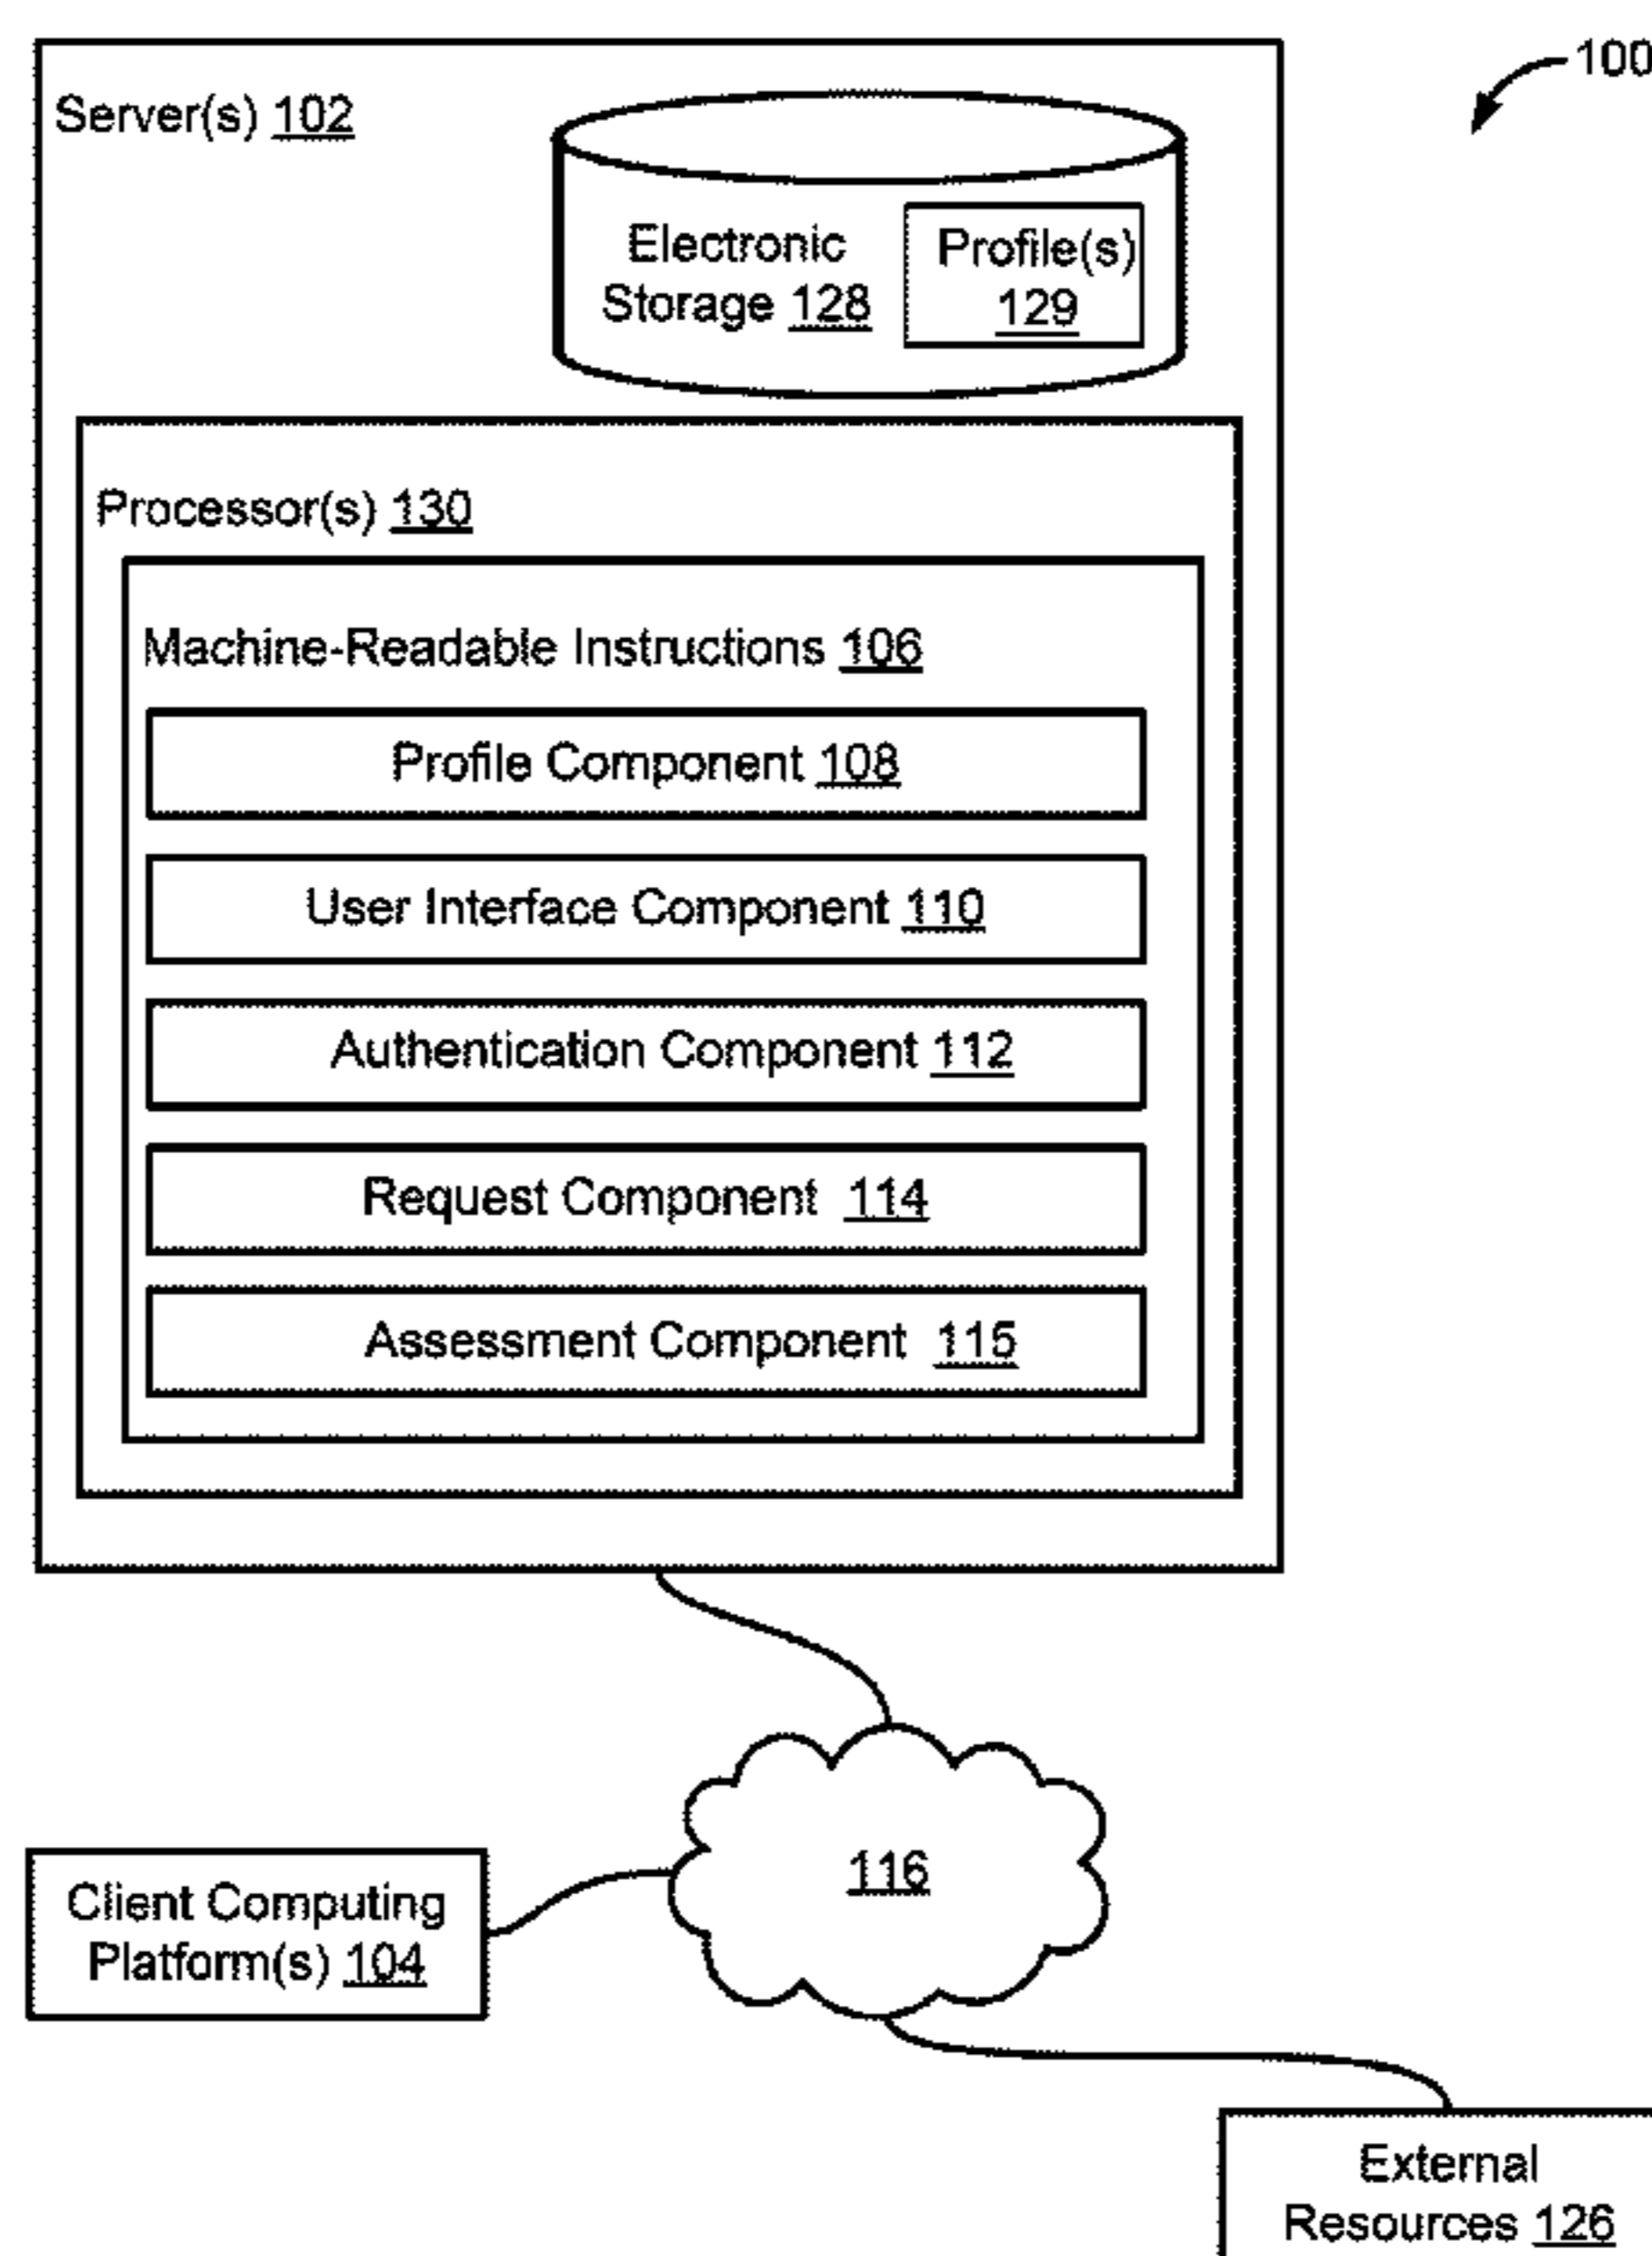 100
Server(s) 102
Electronic
Storage 128
Profile(s)
129
Processor(s) 130
Machine-Readable Instructions 106
Profile Component 108
User Interface Component 110
Authentication Component 112
Request Component 114
Assessment Component 115
116
Client Computing
Platform(s) 104
External
Resources 126